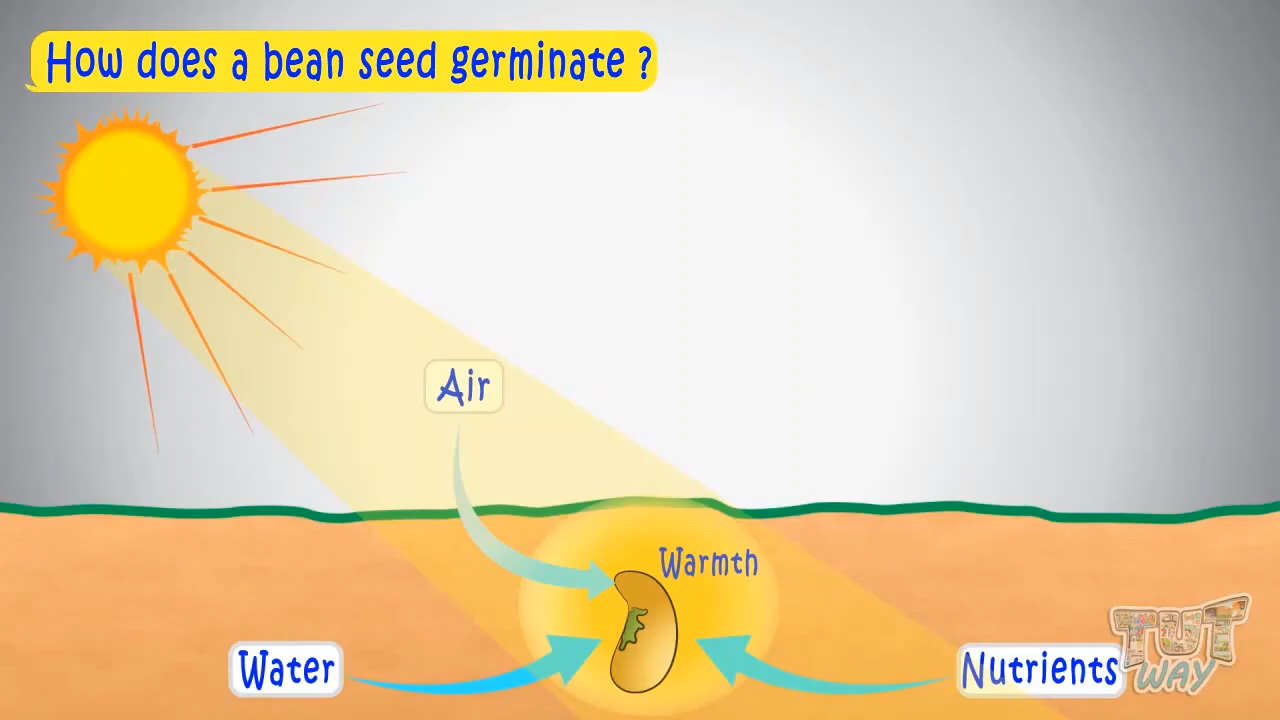 How does a bean seed germinate ?
Air
Warmth
Water
Nutrients
TUT
WAY